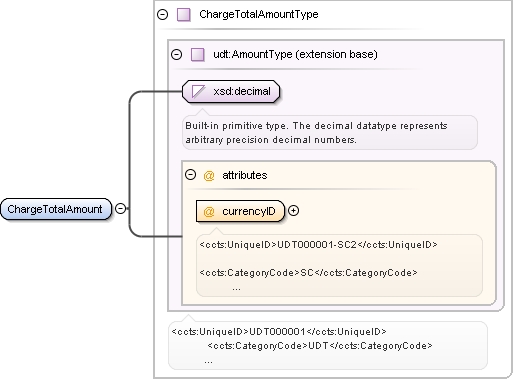 ChargeTotalAmountType
udt:AmountType (extension base)
xsd:decimal
Built-in primitive type. The decimal datatype represents
arbitrary precision decimal numbers.
@ attributes
@ currencyID
<ccts:UniqueID>UDT000001-SC2</ccts:UniqueID>
<ccts:CategoryCode>SC</ccts:CategoryCode>
...
ChargeTotalAmount
<ccts:UniqueID>UDT000001</ccts:UniqueID>
<ccts:CategoryCode>UDT</ccts:CategoryCode>
...